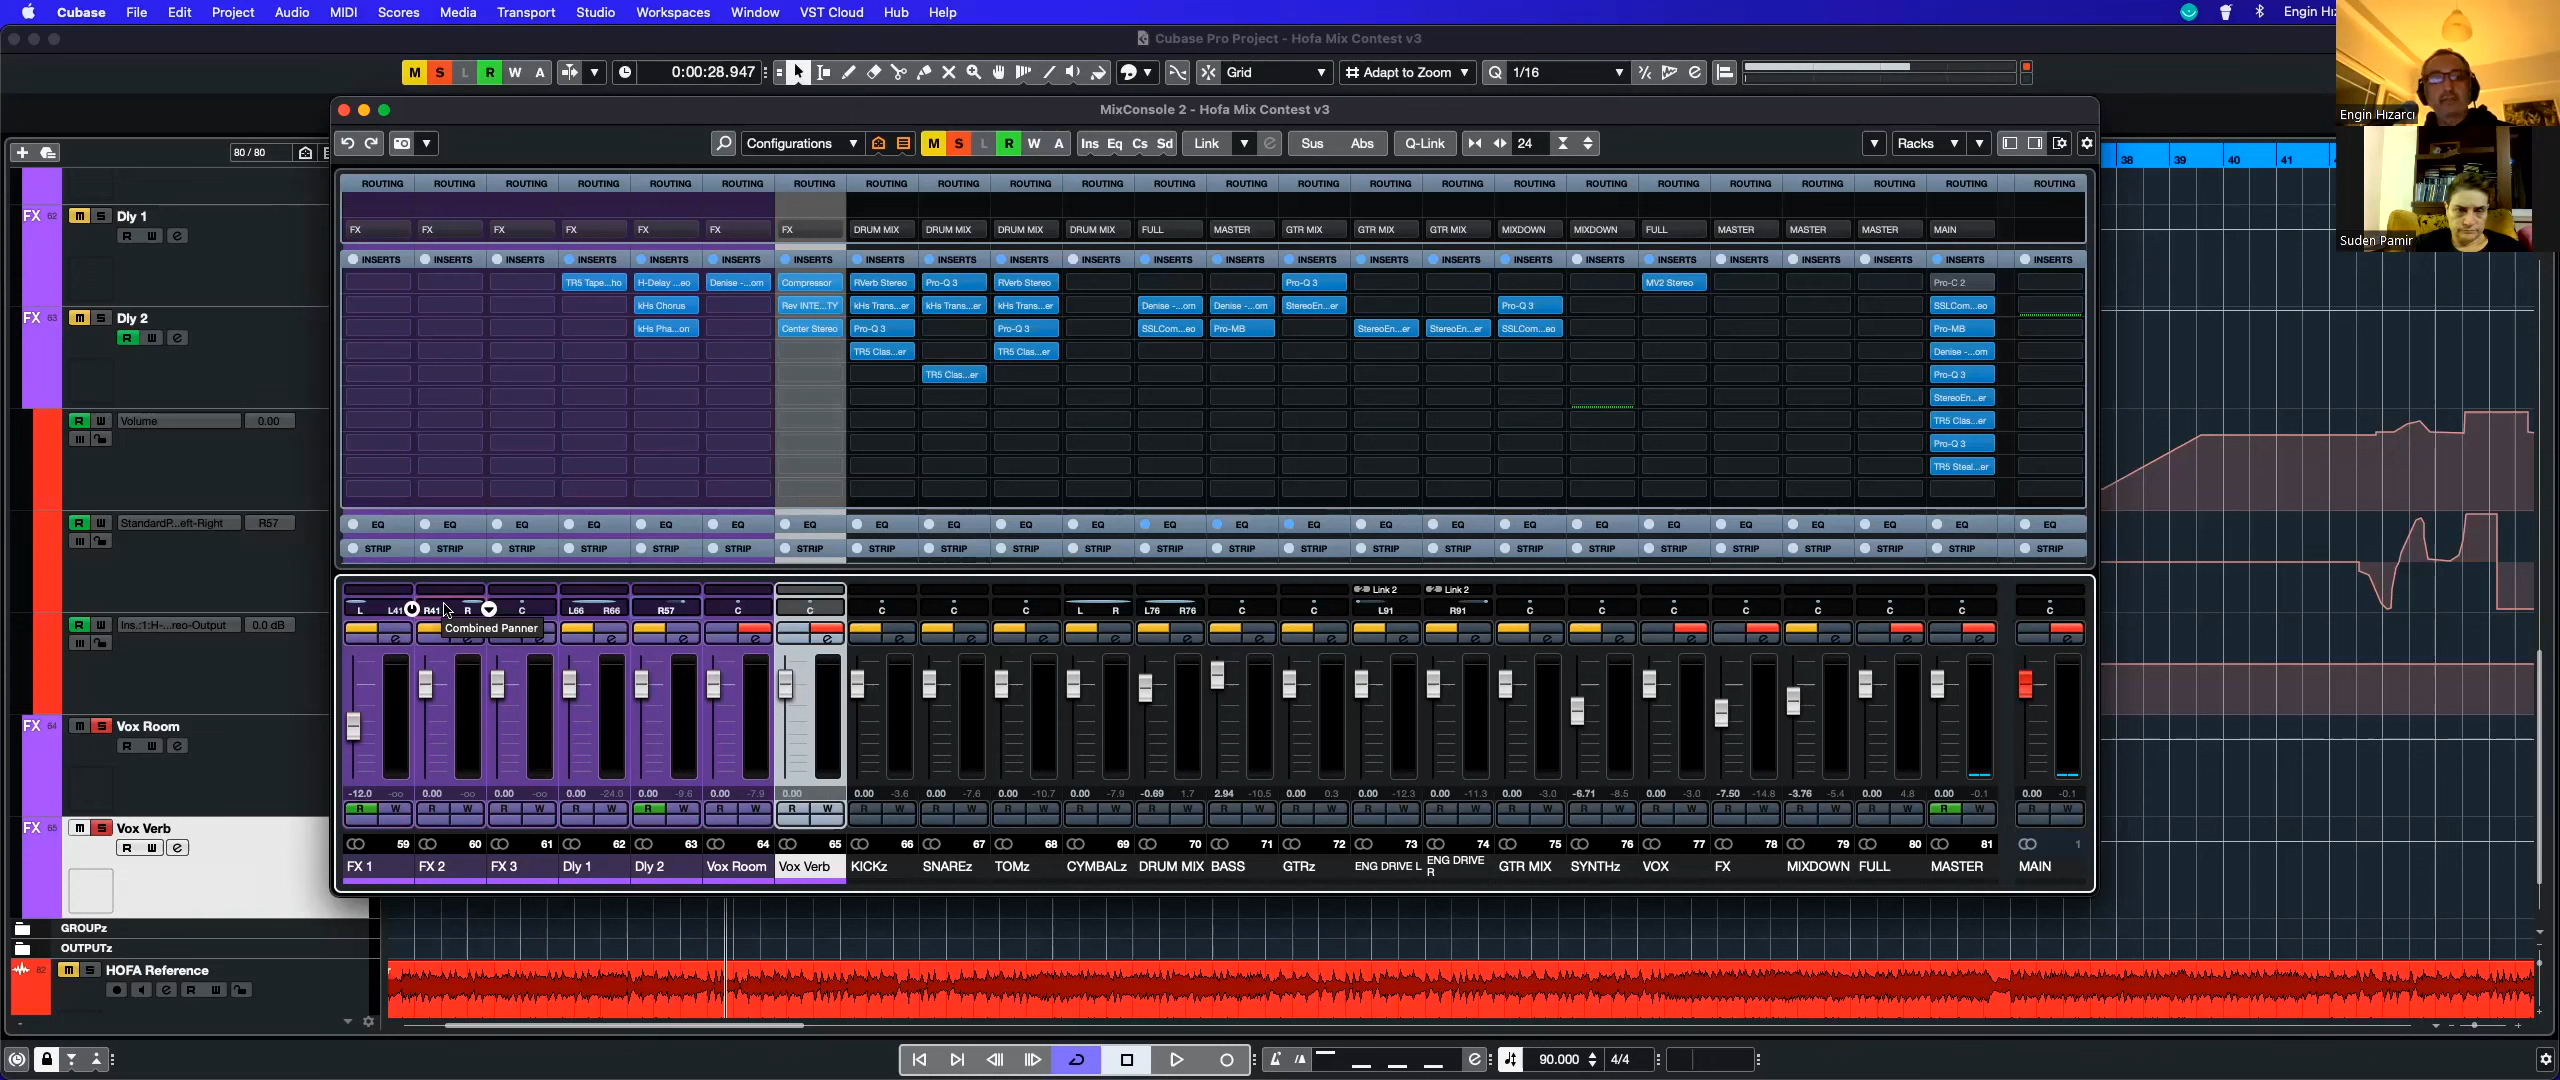 Cubase File Edit Project Audio MIDI Scores Media Transport Studio Workspaces Window VST Cloud Hub Help
Engin Hı
Cubase Pro Project - Hofa Mix Contest v3
M S L R W A 0:00:28.947 Grid Adapt to Zoom Q 1/16
MixConsole 2 - Hofa Mix Contest v3
Engin Hızarcı
Configurations M S L R W A Ins Eq Cs Sd Link Sus Abs Q-Link 24 Racks
80 / 80
38 39 40 41
ROUTING ROUTING ROUTING ROUTING ROUTING ROUTING ROUTING ROUTING ROUTING ROUTING ROUTING ROUTING ROUTING ROUTING ROUTING ROUTING ROUTING ROUTING ROUTING ROUTING ROUTING ROUTING ROUTING ROUTING
FX FX FX FX FX FX FX DRUM MIX DRUM MIX DRUM MIX DRUM MIX FULL MASTER GTR MIX GTR MIX GTR MIX MIXDOWN MIXDOWN FULL MASTER MASTER MASTER MAIN
Suden Pamir
INSERTS INSERTS INSERTS INSERTS INSERTS INSERTS INSERTS INSERTS INSERTS INSERTS INSERTS INSERTS INSERTS INSERTS INSERTS INSERTS INSERTS INSERTS INSERTS INSERTS INSERTS INSERTS INSERTS INSERTS
TR5 Tape...ho H-Delay ...eo Denise -...om Compressor RVerb Stereo Pro-Q 3 RVerb Stereo Pro-Q 3 MV2 Stereo Pro-C 2
kHs Chorus Rev INTE...TY kHs Trans...er kHs Trans...er kHs Trans...er Denise -...om Denise -...om StereoEn...er Pro-Q 3 SSLCom...eo
kHs Pha...on Center Stereo Pro-Q 3 Pro-Q 3 SSLCom...eo Pro-MB StereoEn...er StereoEn...er SSLCom...eo Pro-MB
TR5 Clas...er TR5 Clas...er Denise -...om
TR5 Clas...er Pro-Q 3
StereoEn...er
TR5 Clas...er
Pro-Q 3
TR5 Steal...er
EQ EQ EQ EQ EQ EQ EQ EQ EQ EQ EQ EQ EQ EQ EQ EQ EQ EQ EQ EQ EQ EQ EQ EQ
STRIP STRIP STRIP STRIP STRIP STRIP STRIP STRIP STRIP STRIP STRIP STRIP STRIP STRIP STRIP STRIP STRIP STRIP STRIP STRIP STRIP STRIP STRIP STRIP
Link 2 Link 2
L L41 R41 R C L66 R66 R57 C C C C C L R L76 R76 C C L91 R91 C C C C C C C C
Combined Panner
-12.0 -oo 0.00 -oo 0.00 -oo 0.00 -24.0 0.00 -9.6 0.00 -7.9 0.00 0.00 -3.6 0.00 -7.6 0.00 -10.7 0.00 -7.9 -0.69 1.7 2.94 -10.5 0.00 0.3 0.00 -12.3 0.00 -11.3 0.00 -3.0 -6.71 -8.5 0.00 -3.0 -7.50 -14.8 -3.76 -5.4 0.00 4.8 0.00 -0.1 0.00 -0.1
R W R W R W R W R W R W R W R W R W R W R W R W R W R W R W R W R W R W R W R W R W R W R W R W
59 60 61 62 63 64 65 66 67 68 69 70 71 72 73 74 75 76 77 78 79 80 81 1
FX 1 FX 2 FX 3 Dly 1 Dly 2 Vox Room Vox Verb KICKz SNAREz TOMz CYMBALz DRUM MIX BASS GTRz ENG DRIVE L ENG DRIVE R GTR MIX SYNTHz VOX FX MIXDOWN FULL MASTER MAIN
FX 62 M S Dly 1
R W e
FX 63 M S Dly 2
R W e
R W Volume 0.00
R W StandardP...eft-Right R57
R W Ins.:1:H-...reo-Output 0.0 dB
FX 64 M S Vox Room
R W e
FX 65 M S Vox Verb
R W e
GROUPz
OUTPUTz
82 M S HOFA Reference
e R W
90.000 4/4